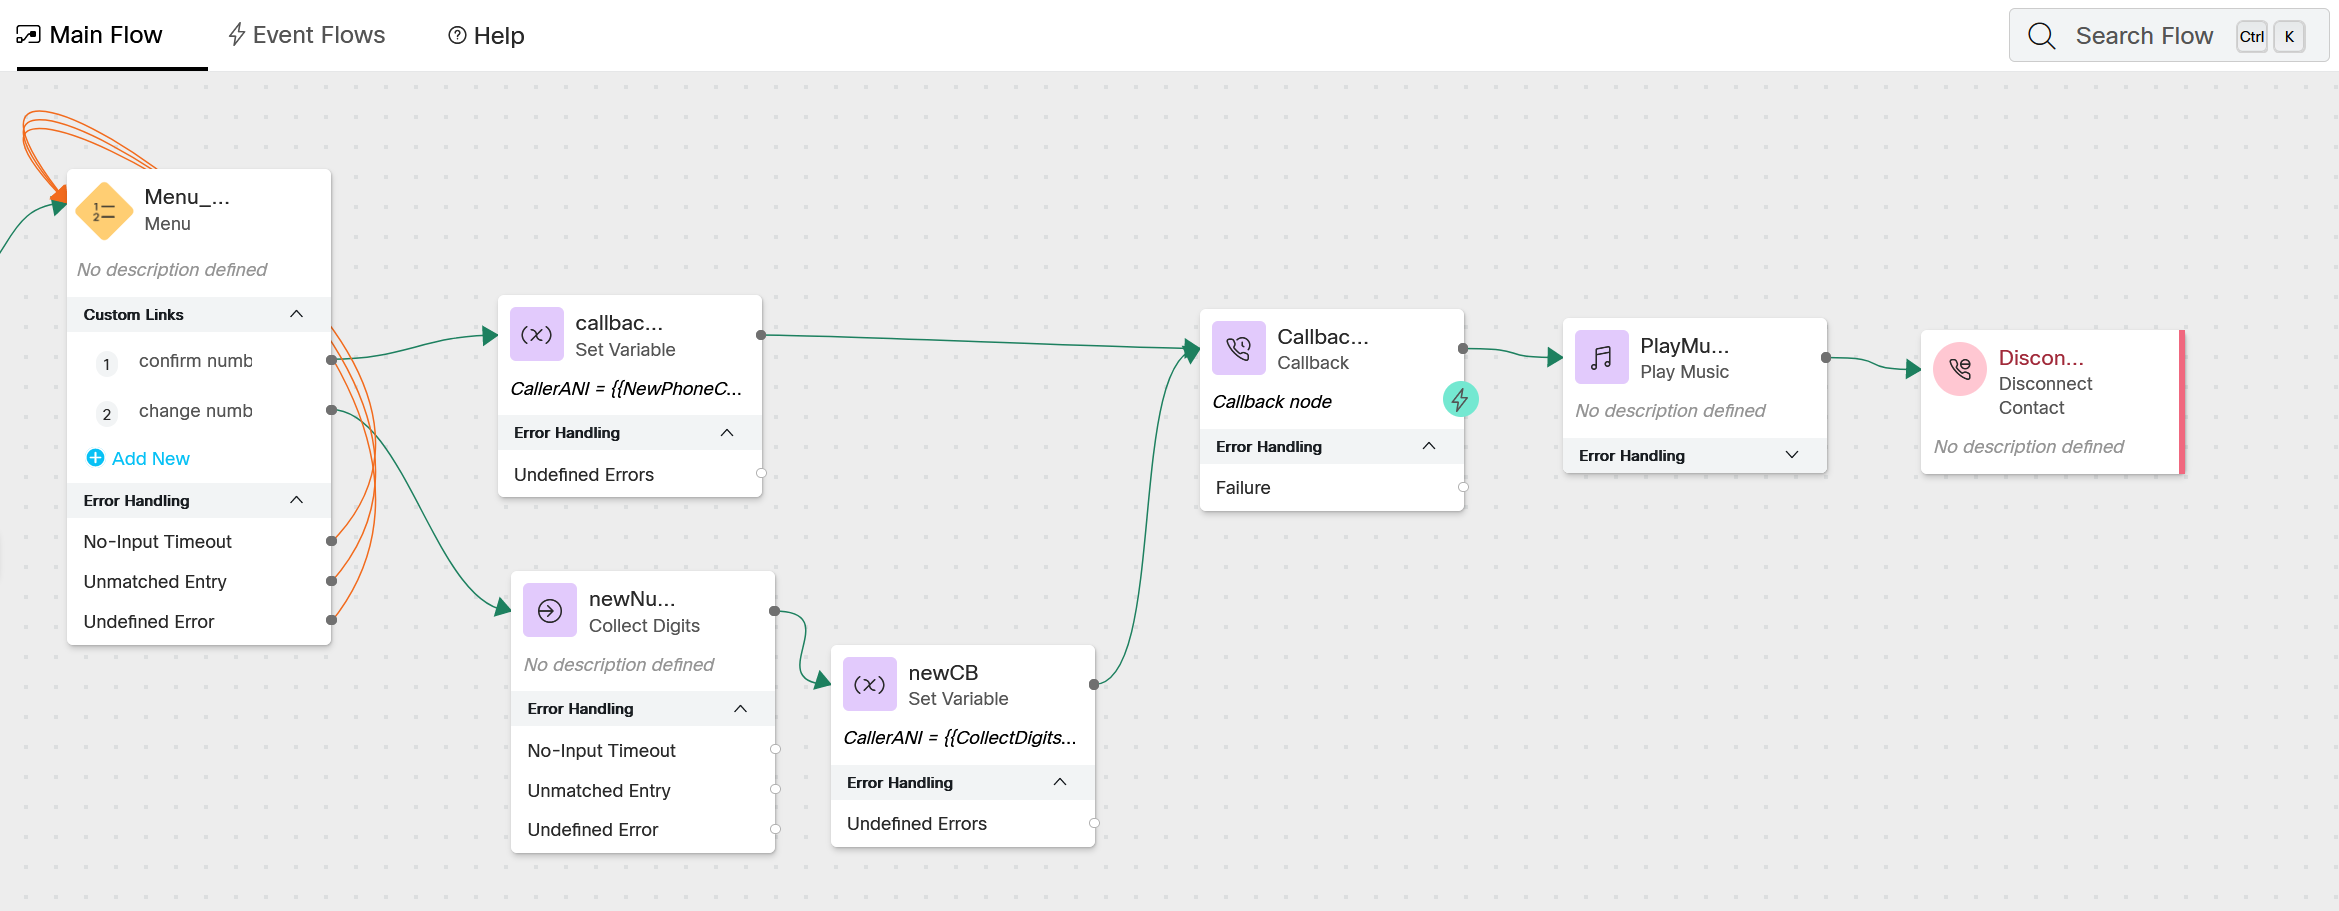 Main Flow
Event Flows
Help
Search Flow
Ctrl
K
Menu_...
Menu
No description defined
Custom Links
1
confirm numb
2
change numb
Add New
Error Handling
No-Input Timeout
Unmatched Entry
Undefined Error
callbac...
Set Variable
CallerANI = {{NewPhoneC...
Error Handling
Undefined Errors
newNu...
Collect Digits
No description defined
Error Handling
No-Input Timeout
Unmatched Entry
Undefined Error
newCB
Set Variable
CallerANI = {{CollectDigits...
Error Handling
Undefined Errors
Callbac...
Callback
Callback node
Error Handling
Failure
PlayMu...
Play Music
No description defined
Error Handling
Discon...
Disconnect
Contact
No description defined